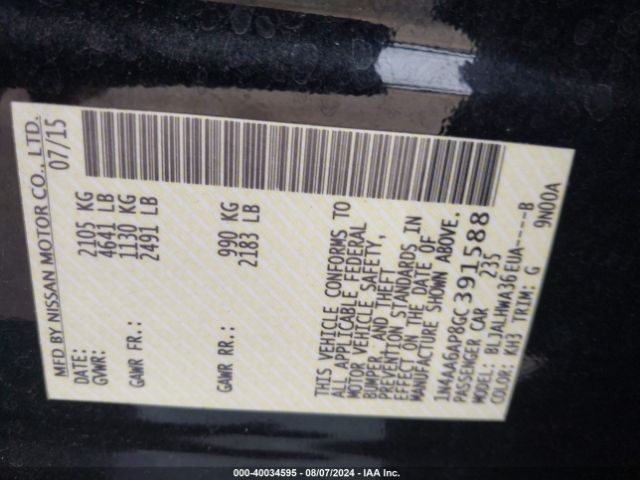 MFD BY NISSAN MOTOR CO., LTD.
DATE: 07/15
GVWR: 2105 KG
4641 LB
GAWR FR.: 1130 KG
2491 LB
GAWR RR.: 990 KG
2183 LB
THIS VEHICLE CONFORMS TO
ALL APPLICABLE FEDERAL
MOTOR VEHICLE SAFETY,
BUMPER, AND THEFT
PREVENTION STANDARDS IN
EFFECT ON THE DATE OF
MANUFACTURE SHOWN ABOVE.
1N4AA6AP8GC391588
PASSENGER CAR 235
MODEL: BLJALHWA36EUA----B
COLOR: KH3 TRIM: G 9N00A
000-40034595 - 08/07/2024 - IAA Inc.